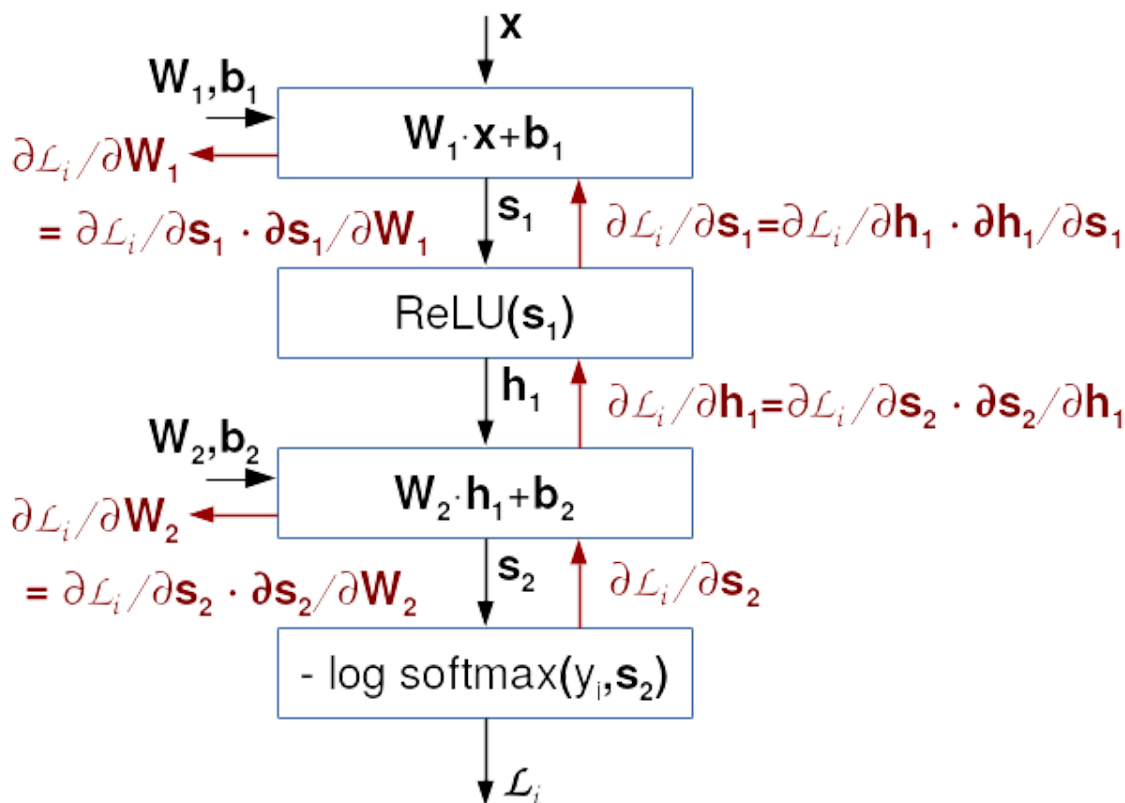 x
W₁,b₁
W₁·x+b₁
∂ℒᵢ/∂W₁
= ∂ℒᵢ/∂s₁ · ∂s₁/∂W₁
s₁
∂ℒᵢ/∂s₁=∂ℒᵢ/∂h₁ · ∂h₁/∂s₁
ReLU(s₁)
h₁
∂ℒᵢ/∂h₁=∂ℒᵢ/∂s₂ · ∂s₂/∂h₁
W₂,b₂
W₂·h₁+b₂
∂ℒᵢ/∂W₂
= ∂ℒᵢ/∂s₂ · ∂s₂/∂W₂
s₂
∂ℒᵢ/∂s₂
- log softmax(yᵢ,s₂)
ℒᵢ